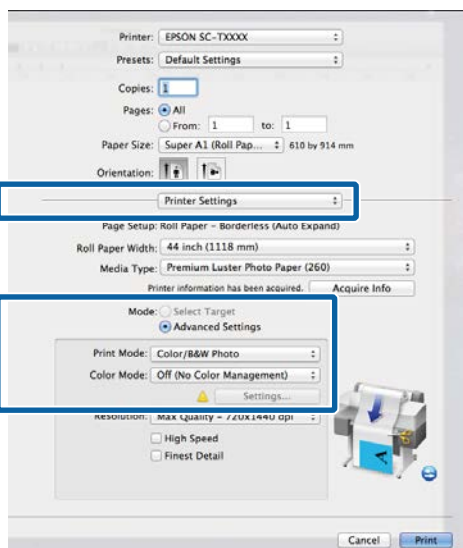 Printer: EPSON SC-TXXXX
Presets: Default Settings
Copies: 1
Pages: All
From: 1 to: 1
Paper Size: Super A1 (Roll Pap... 610 by 914 mm
Orientation:
Printer Settings
Page Setup: Roll Paper - Borderless (Auto Expand)
Roll Paper Width: 44 inch (1118 mm)
Media Type: Premium Luster Photo Paper (260)
Printer information has been acquired. Acquire Info
Mode: Select Target
Advanced Settings
Print Mode: Color/B&W Photo
Color Mode: Off (No Color Management)
Settings...
Resolution: Max Quality - 720x1440 dpi
High Speed
Finest Detail
Cancel Print